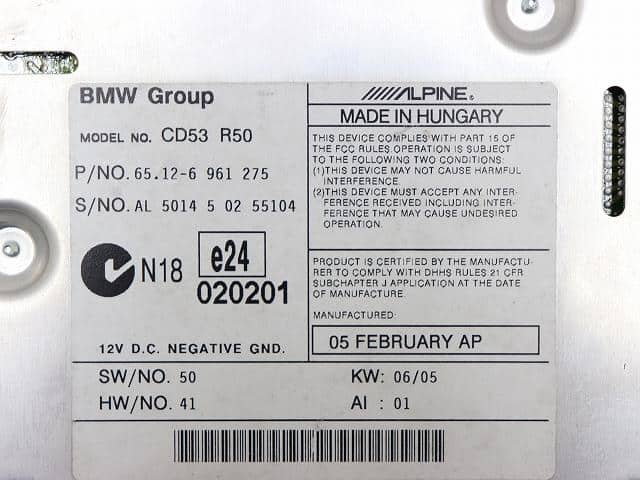 BMW Group
MODEL NO. CD53 R50
P/NO. 65.12-6 961 275
S/NO. AL 5014 5 02 55104
N18
e24
020201
12V D.C. NEGATIVE GND.
ALPINE®
MADE IN HUNGARY
THIS DEVICE COMPLIES WITH PART 15 OF
THE FCC RULES. OPERATION IS SUBJECT
TO THE FOLLOWING TWO CONDITIONS:
(1)THIS DEVICE MAY NOT CAUSE HARMFUL
INTERFERENCE.
(2)THIS DEVICE MUST ACCEPT ANY INTER-
FERENCE RECEIVED INCLUDING INTER-
FERENCE THAT MAY CAUSE UNDESIRED
OPERATION.
PRODUCT IS CERTIFIED BY THE MANUFACTU-
RER TO COMPLY WITH DHHS RULES 21 CFR
SUBCHAPTER J APPLICATION AT THE DATE
OF MANUFACTURE.
MANUFACTURED:
05 FEBRUARY AP
SW/NO. 50
KW: 06/05
HW/NO. 41
AI : 01